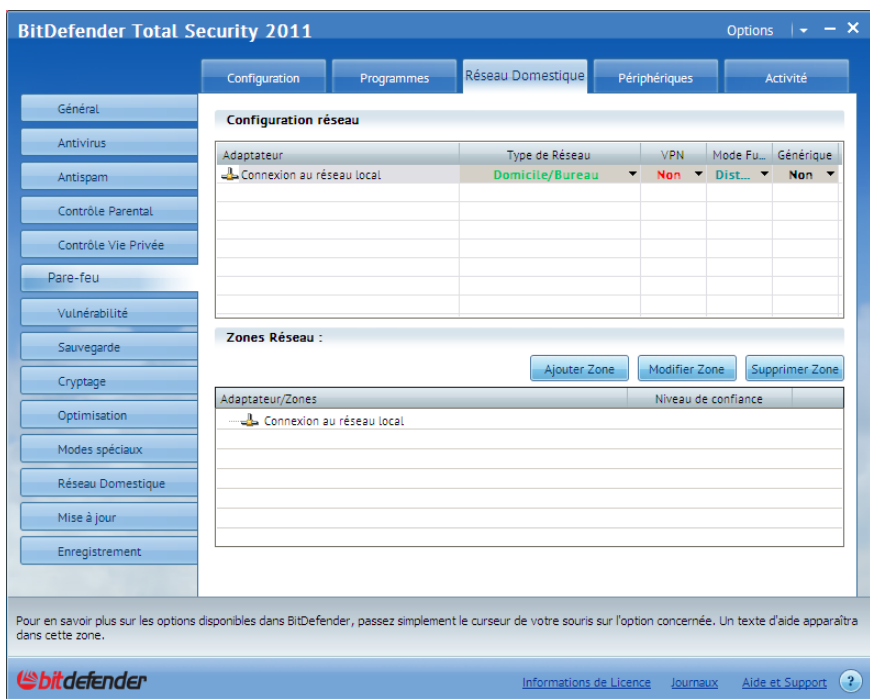 BitDefender Total Security 2011
Options
Configuration
Programmes
Réseau Domestique
Périphériques
Activité
Général
Antivirus
Antispam
Contrôle Parental
Contrôle Vie Privée
Pare-feu
Vulnérabilité
Sauvegarde
Cryptage
Optimisation
Modes spéciaux
Réseau Domestique
Mise à jour
Enregistrement
Configuration réseau
Adaptateur Type de Réseau VPN Mode Fu... Générique
Connexion au réseau local Domicile/Bureau Non Dist... Non
Zones Réseau :
Ajouter Zone Modifier Zone Supprimer Zone
Adaptateur/Zones Niveau de confiance
Connexion au réseau local
Pour en savoir plus sur les options disponibles dans BitDefender, passez simplement le curseur de votre souris sur l'option concernée. Un texte d'aide apparaîtra
dans cette zone.
bitdefender
Informations de Licence Journaux Aide et Support ?